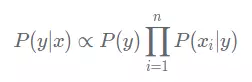 P(y|x) ∝ P(y) ∏_{i=1}^{n} P(x_i|y)